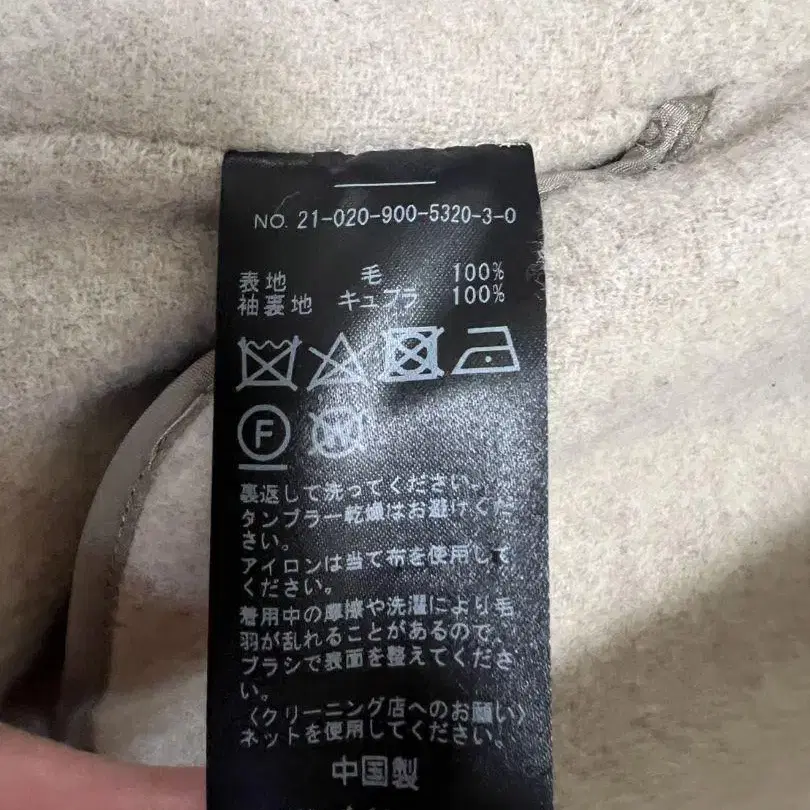 NO. 21-020-900-5320-3-0
表地 毛 100%
袖裏地 キュプラ 100%
F W
裏返して洗ってください。
タンブラー乾燥はお避けくだ
さい。
アイロンは当て布を使用して
ください。
着用中の摩擦や洗濯により毛
羽が乱れることがあるので、
ブラシで表面を整えてくださ
い。
〈クリーニング店へのお願い〉
ネットを使用してください。
中国製